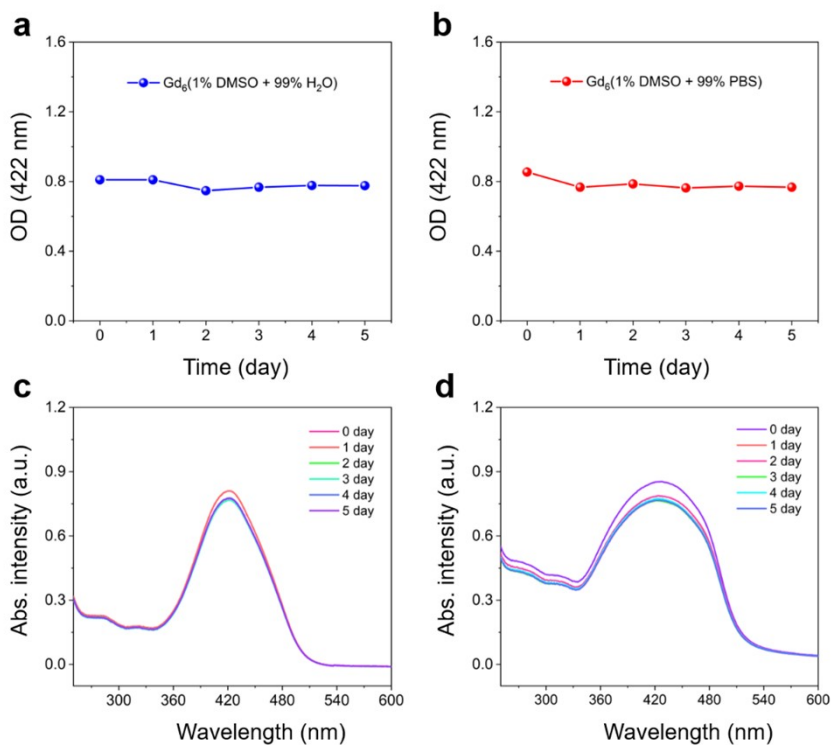 a
OD (422 nm)
1.6
1.2
0.8
0.4
0.0
Gd₆(1% DMSO + 99% H₂O)
0 1 2 3 4 5
Time (day)
b
OD (422 nm)
1.6
1.2
0.8
0.4
0.0
Gd₆(1% DMSO + 99% PBS)
0 1 2 3 4 5
Time (day)
c
Abs. intensity (a.u.)
1.2
0.9
0.6
0.3
0.0
0 day
1 day
2 day
3 day
4 day
5 day
300 360 420 480 540 600
Wavelength (nm)
d
Abs. intensity (a.u.)
1.2
0.9
0.6
0.3
0.0
0 day
1 day
2 day
3 day
4 day
5 day
300 360 420 480 540 600
Wavelength (nm)